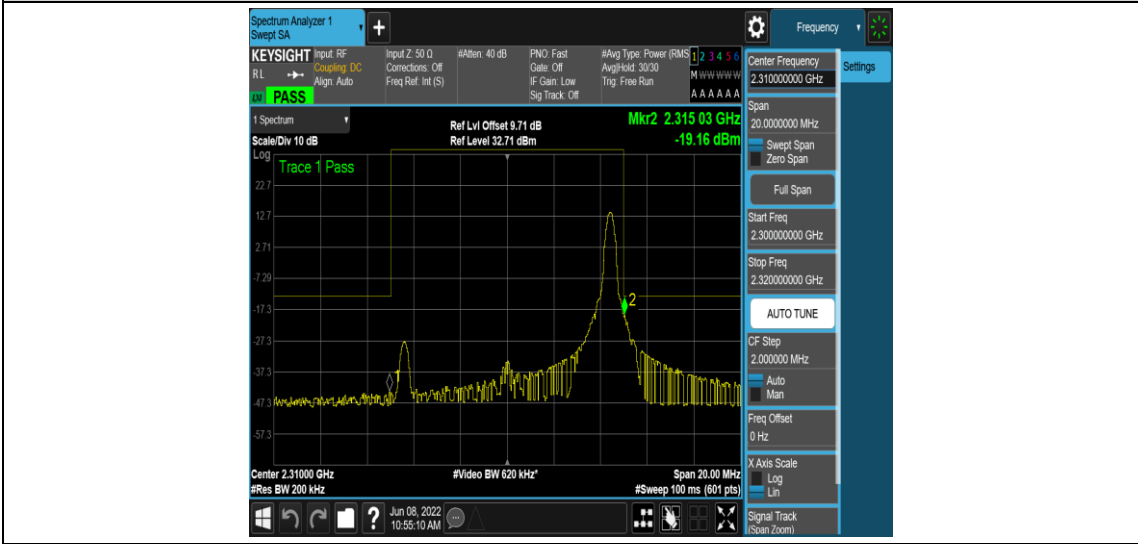 Spectrum Analyzer 1
Swept SA
+
Frequency
KEYSIGHT
RL
PASS
Input: RF
Coupling: DC
Align: Auto
Input Z: 50 Ω
Corrections: Off
Freq Ref: Int (S)
#Atten: 40 dB
PNO: Fast
Gate: Off
IF Gain: Low
Sig Track: Off
#Avg Type: Power (RMS
Avg|Hold: 30/30
Trig: Free Run
1 2 3 4 5 6
M W W W W W
A A A A A A
1 Spectrum
Scale/Div 10 dB
Ref Lvl Offset 9.71 dB
Ref Level 32.71 dBm
Mkr2 2.315 03 GHz
-19.16 dBm
Log
Trace 1 Pass
22.7
12.7
2.71
-7.29
-17.3
-27.3
-37.3
-47.3
-57.3
2
Center 2.31000 GHz
#Res BW 200 kHz
#Video BW 620 kHz*
Span 20.00 MHz
#Sweep 100 ms (601 pts)
?
Jun 08, 2022
10:55:10 AM
Center Frequency
2.310000000 GHz
Settings
Span
20.0000000 MHz
Swept Span
Zero Span
Full Span
Start Freq
2.300000000 GHz
Stop Freq
2.320000000 GHz
AUTO TUNE
CF Step
2.000000 MHz
Auto
Man
Freq Offset
0 Hz
X Axis Scale
Log
Lin
Signal Track
(Span Zoom)